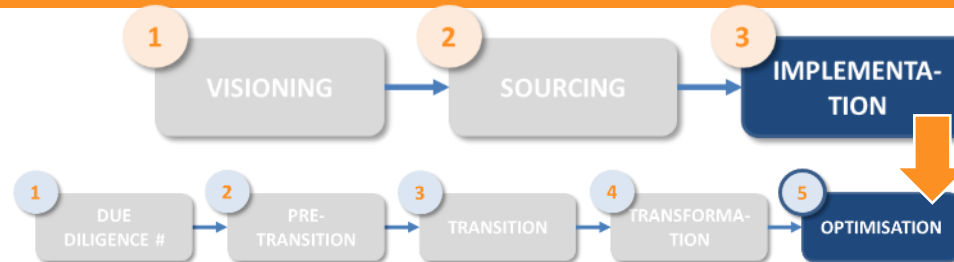 1
VISIONING
2
SOURCING
3
IMPLEMENTA-
TION
1
DUE
DILIGENCE #
2
PRE-
TRANSITION
3
TRANSITION
4
TRANSFORMA-
TION
5
OPTIMISATION